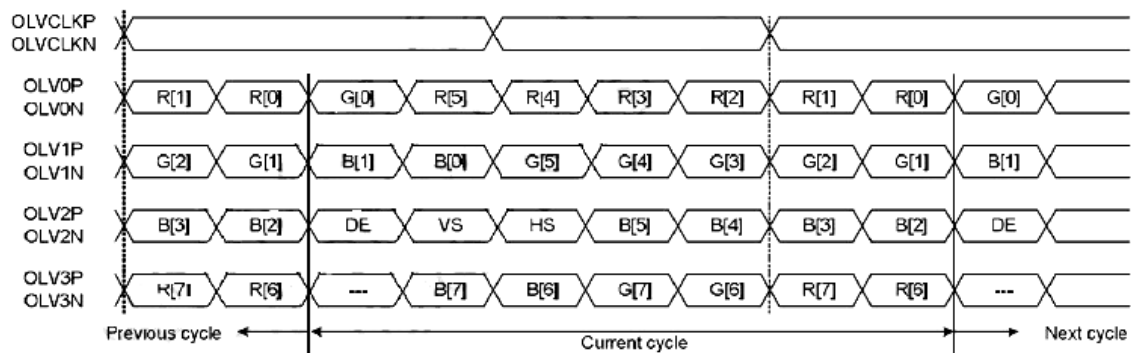 OLVCLKP
OLVCLKN
OLV0P
OLV0N
R[1] R[0] G[0] R[5] R[4] R[3] R[2] R[1] R[0] G[0]
OLV1P
OLV1N
G[2] G[1] B[1] B[0] G[5] G[4] G[3] G[2] G[1] B[1]
OLV2P
OLV2N
B[3] B[2] DE VS HS B[5] B[4] B[3] B[2] DE
OLV3P
OLV3N
R[7] R[6] --- B[7] B[6] G[7] G[6] R[7] R[6] ---
Previous cycle Current cycle Next cycle